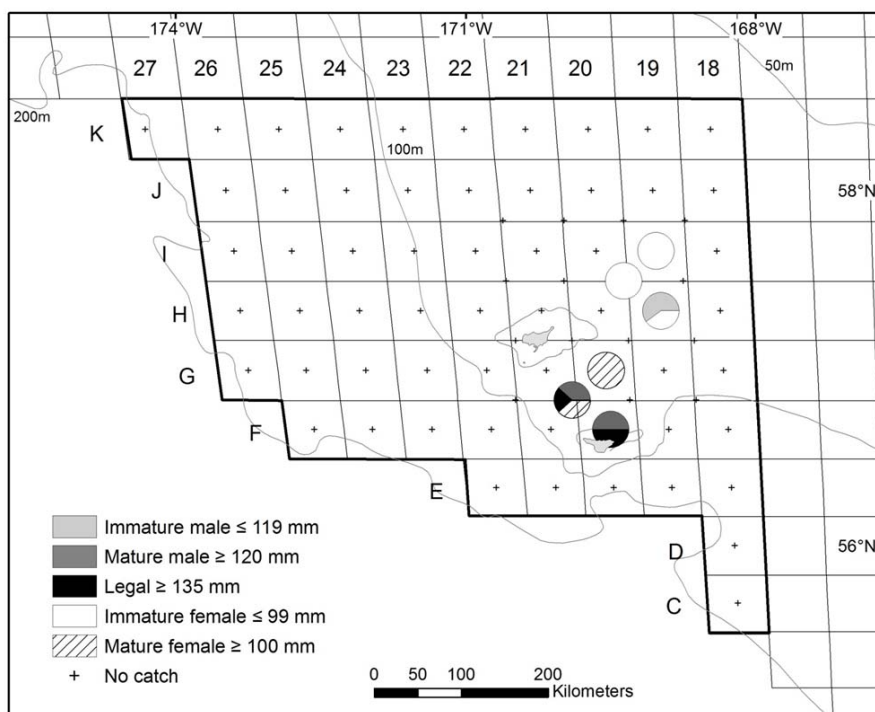 174°W 171°W 168°W
27 26 25 24 23 22 21 20 19 18
50m
200m
K
100m
J
58°N
I
H
G
F
E
Immature male ≤ 119 mm
Mature male ≥ 120 mm
D
56°N
Legal ≥ 135 mm
Immature female ≤ 99 mm
C
Mature female ≥ 100 mm
No catch
0 50 100 200
Kilometers